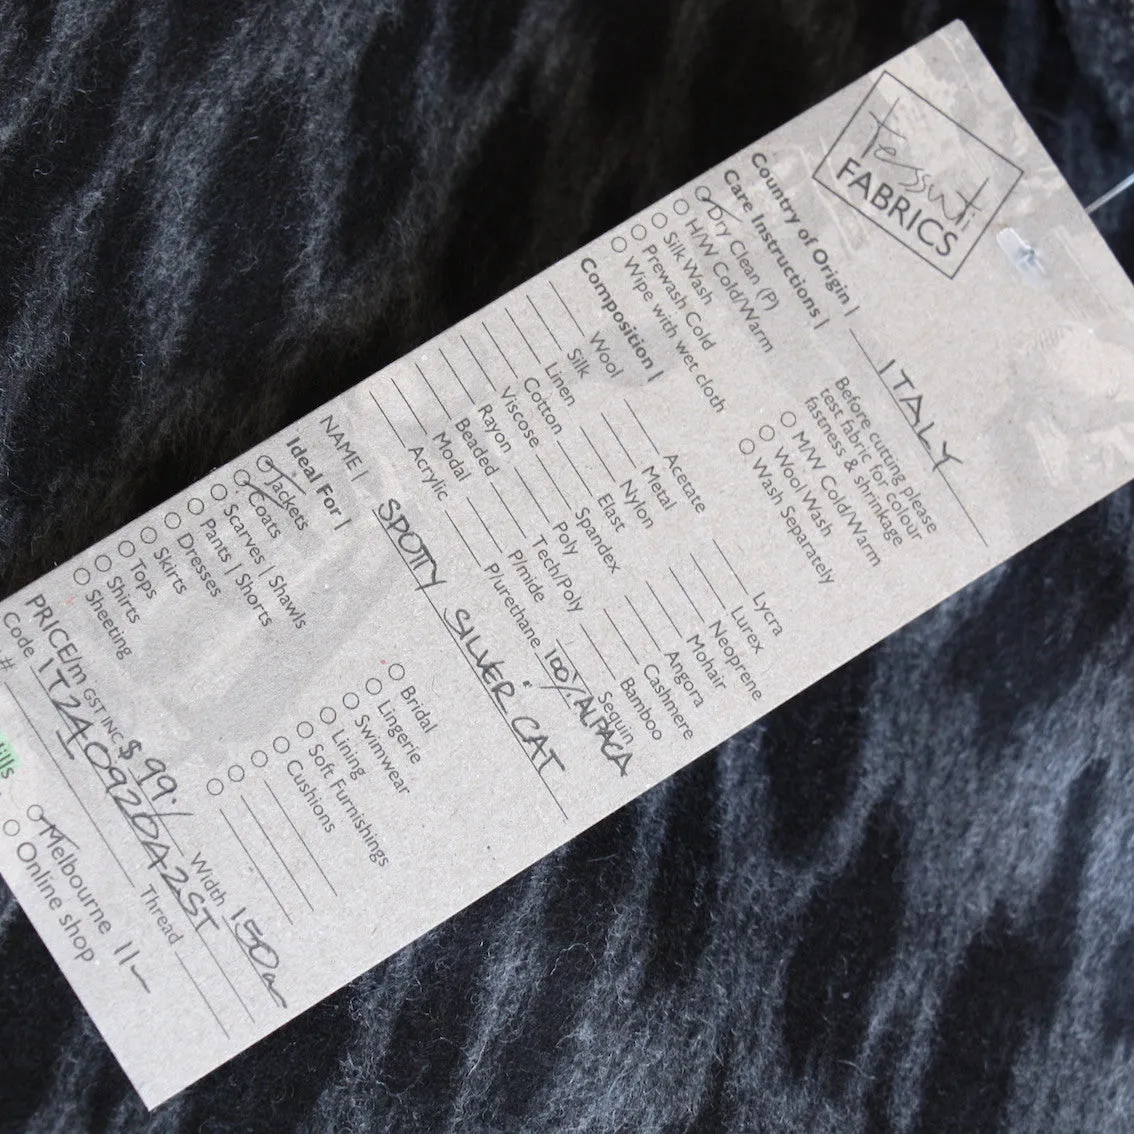 tessuti
FABRICS
Country of Origin | ITALY
Care Instructions |
Before cutting please
test fabric for colour
fastness & shrinkage
Dry Clean (P)
H/W Cold/Warm
Silk Wash
Prewash Cold
Wipe with wet cloth
M/W Cold/Warm
Wool Wash
Wash Separately
Composition |
Wool
Silk
Linen
Cotton
Viscose
Rayon
Beaded
Modal
Acrylic
Acetate
Metal
Nylon
Elast
Spandex
Poly
Tech/Poly
P/mide
P/urethane
Lycra
Lurex
Neoprene
Mohair
Angora
Cashmere
Bamboo
Sequin
100% ALPACA
NAME | SPOTTY SILVER CAT
Ideal For |
Jackets
Coats
Scarves | Shawls
Pants | Shorts
Dresses
Skirts
Tops
Shirts
Sheeting
Bridal
Lingerie
Swimwear
Lining
Soft Furnishings
Cushions
PRICE/m GST INC $99. Width 150cm
Code IT240920A2ST
# Thread
Melbourne 11m
Online shop